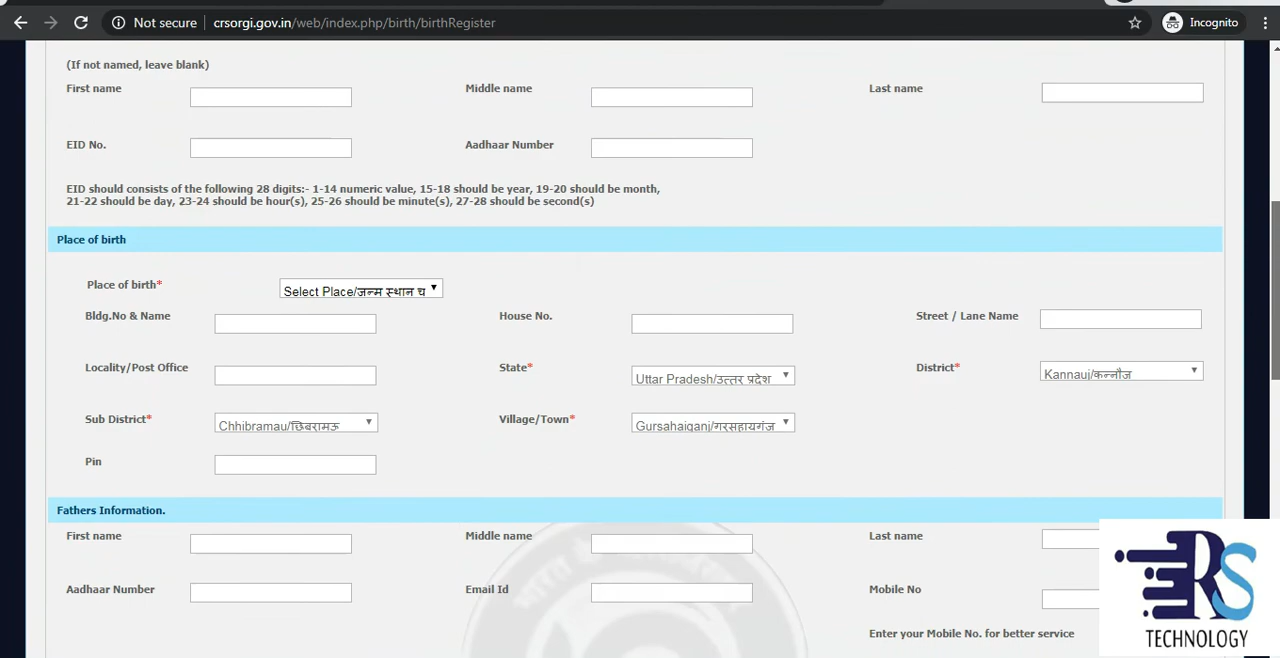 Not secure crsorgi.gov.in/web/index.php/birth/birthRegister Incognito
(If not named, leave blank)
First name Middle name Last name
EID No. Aadhaar Number
EID should consists of the following 28 digits:- 1-14 numeric value, 15-18 should be year, 19-20 should be month,
21-22 should be day, 23-24 should be hour(s), 25-26 should be minute(s), 27-28 should be second(s)
Place of birth
Place of birth* Select Place/जन्म स्थान च
Bldg.No & Name House No. Street / Lane Name
Locality/Post Office State* Uttar Pradesh/उत्तर प्रदेश District* Kannauj/कन्नौज
Sub District* Chhibramau/छिबरामऊ Village/Town* Gursahaiganj/गुरसहायगंज
Pin
Fathers Information.
First name Middle name Last name
Aadhaar Number Email Id Mobile No
Enter your Mobile No. for better service
RS
TECHNOLOGY